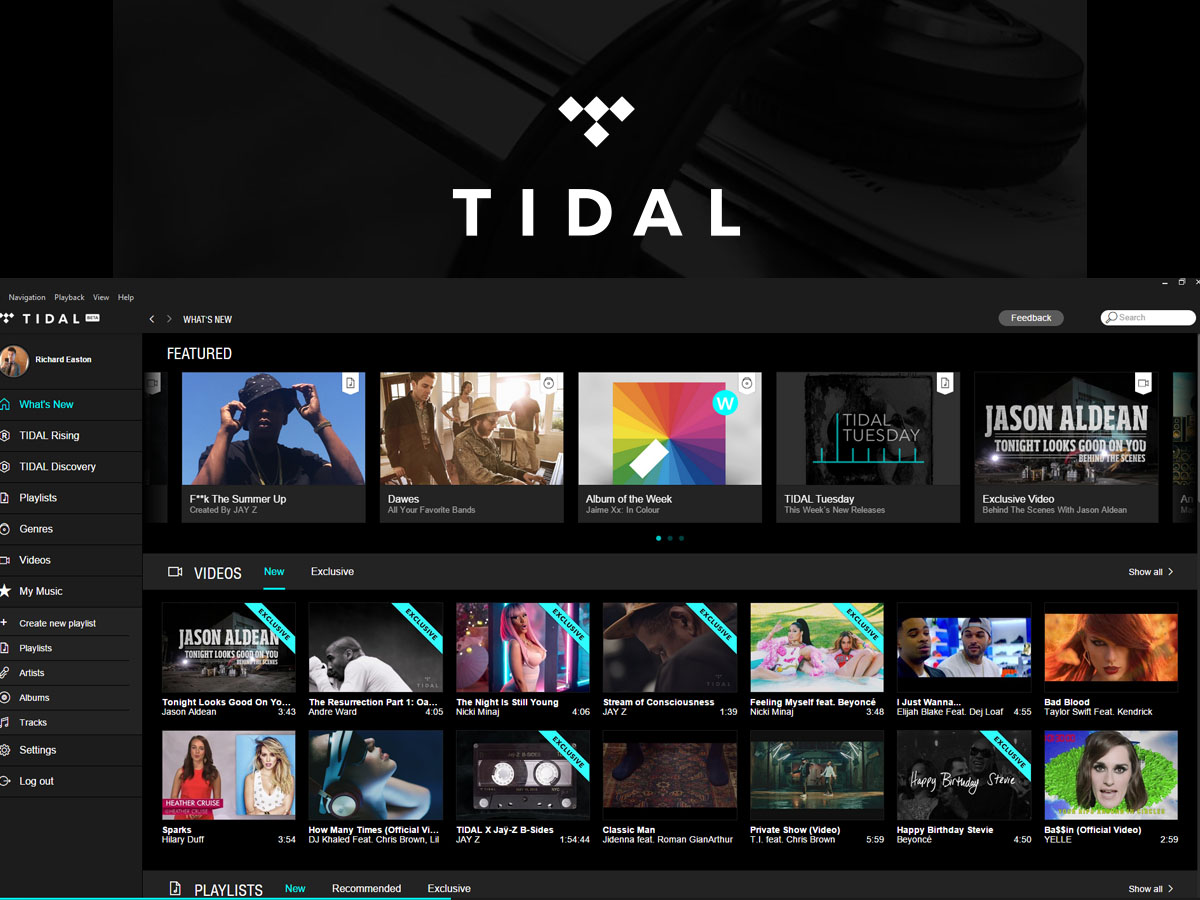 TIDAL
Navigation Playback View Help
TIDAL BETA
WHAT'S NEW
Feedback
Search
Richard Easton
What's New
TIDAL Rising
TIDAL Discovery
Playlists
Genres
Videos
My Music
Create new playlist
Playlists
Artists
Albums
Tracks
Settings
Log out
FEATURED
F**k The Summer Up
Created By JAY Z
Dawes
All Your Favorite Bands
W
Album of the Week
Jaime Xx: In Colour
TIDAL
TUESDAY
TIDAL Tuesday
This Week's New Releases
JASON ALDEAN
TONIGHT LOOKS GOOD ON YOU
BEHIND THE SCENES
Exclusive Video
Behind The Scenes With Jason Aldean
VIDEOS New Exclusive
Show all
EXCLUSIVE
JASON ALDEAN
TONIGHT LOOKS GOOD ON YOU
BEHIND THE SCENES
Tonight Looks Good On Yo...
Jason Aldean 3:43
EXCLUSIVE
TIDAL
The Resurrection Part 1: Oa...
Andre Ward 4:05
EXCLUSIVE
The Night Is Still Young
Nicki Minaj 4:06
EXCLUSIVE
TIDAL
Stream of Consciousness
JAY Z 1:39
EXCLUSIVE
Feeling Myself feat. Beyoncé
Nicki Minaj 3:48
I Just Wanna...
Elijah Blake Feat. Dej Loaf 4:55
Bad Blood
Taylor Swift Feat. Kendrick
HEATHER CRUISE
HEATHER CRUISE
Sparks
Hilary Duff 3:54
How Many Times (Official Vi...
DJ Khaled Feat. Chris Brown, Lil
EXCLUSIVE
TIDAL X Jaÿ-Z B-Sides
JAY Z 1:54:44
Classic Man
Jidenna feat. Roman GianArthur
Private Show (Video)
T.I. feat. Chris Brown 5:59
EXCLUSIVE
Happy Birthday Stevie
Happy Birthday Stevie
Beyoncé 4:50
Ba$$in (Official Video)
YELLE 2:59
PLAYLISTS New Recommended Exclusive
Show all